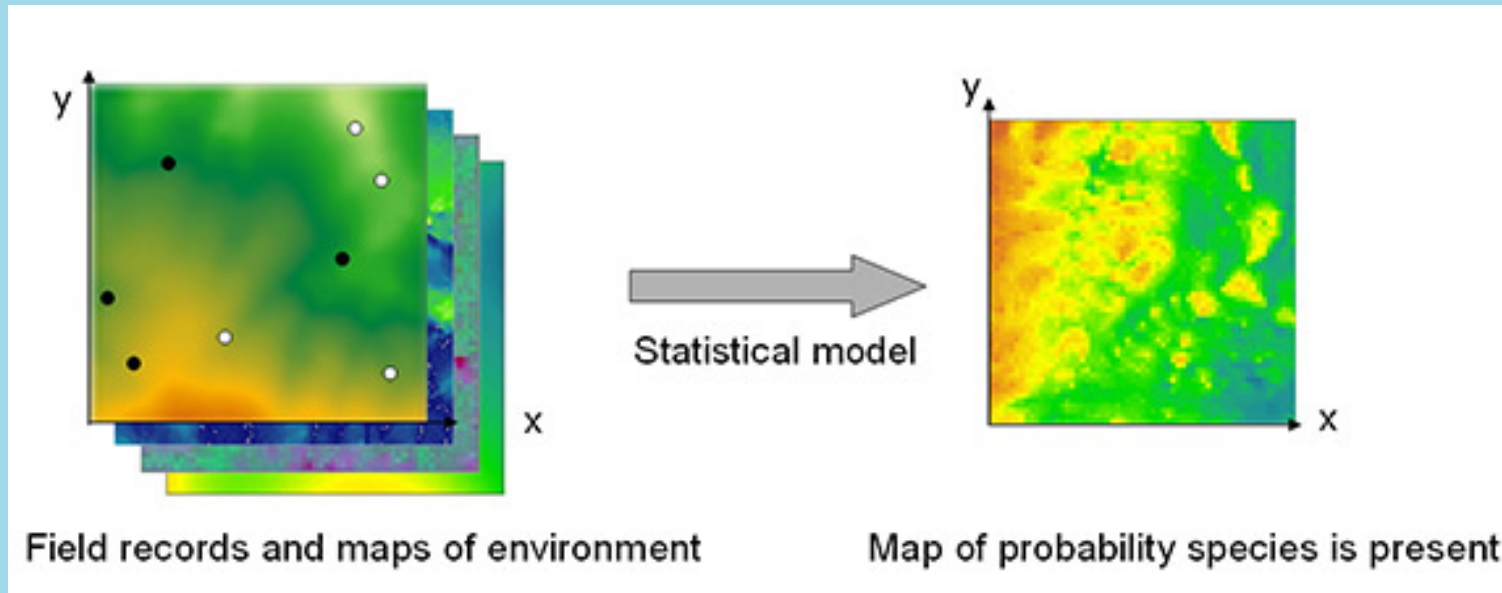 y
x
Statistical model
y
x
Field records and maps of environment
Map of probability species is present